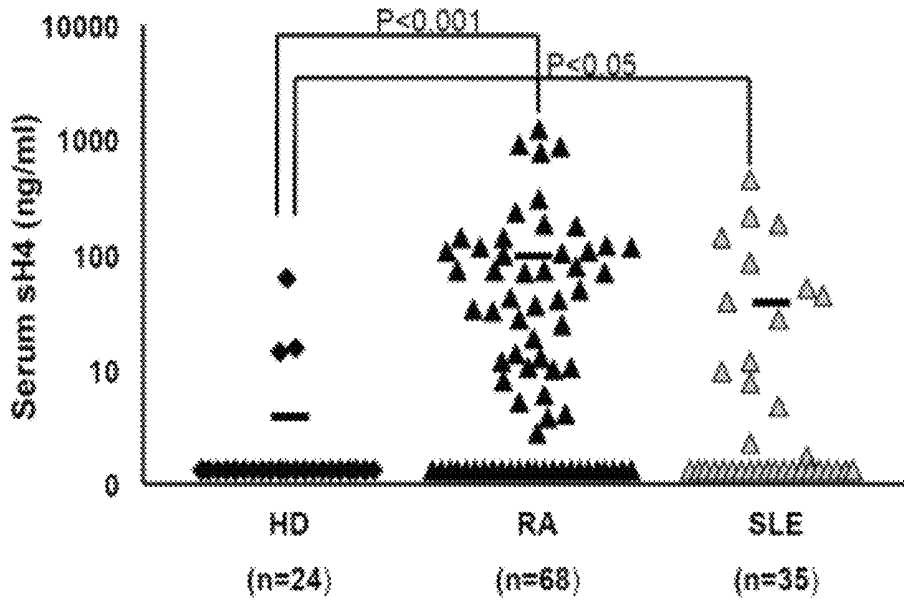 10000
P<0.001
P<0.05
1000
100
10
0
Serum sH4 (ng/ml)
HD
RA
SLE
(n=24)
(n=68)
(n=35)